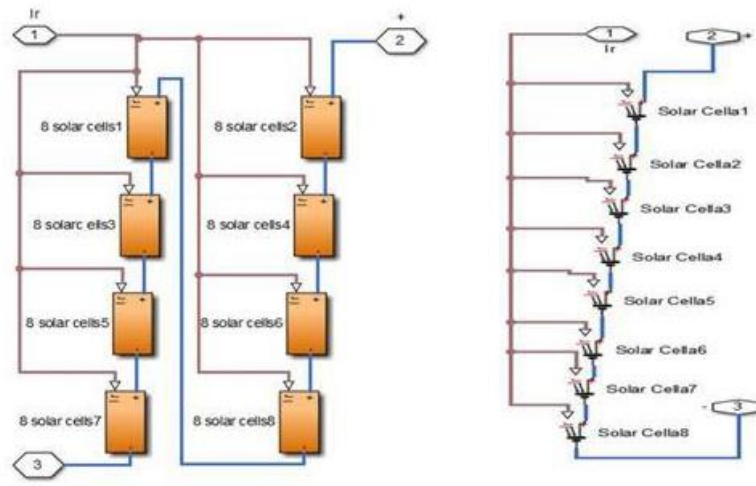 Ir
1
+
2
8 solar cells1
8 solar cells2
8 solarc ells3
8 solar cells4
8 solar cells5
8 solar cells6
8 solar cells7
8 solar cells8
3
1
Ir
2
+
Solar Cella1
Solar Cella2
Solar Cella3
Solar Cella4
Solar Cella5
Solar Cella6
Solar Cella7
-
3
Solar Cella8